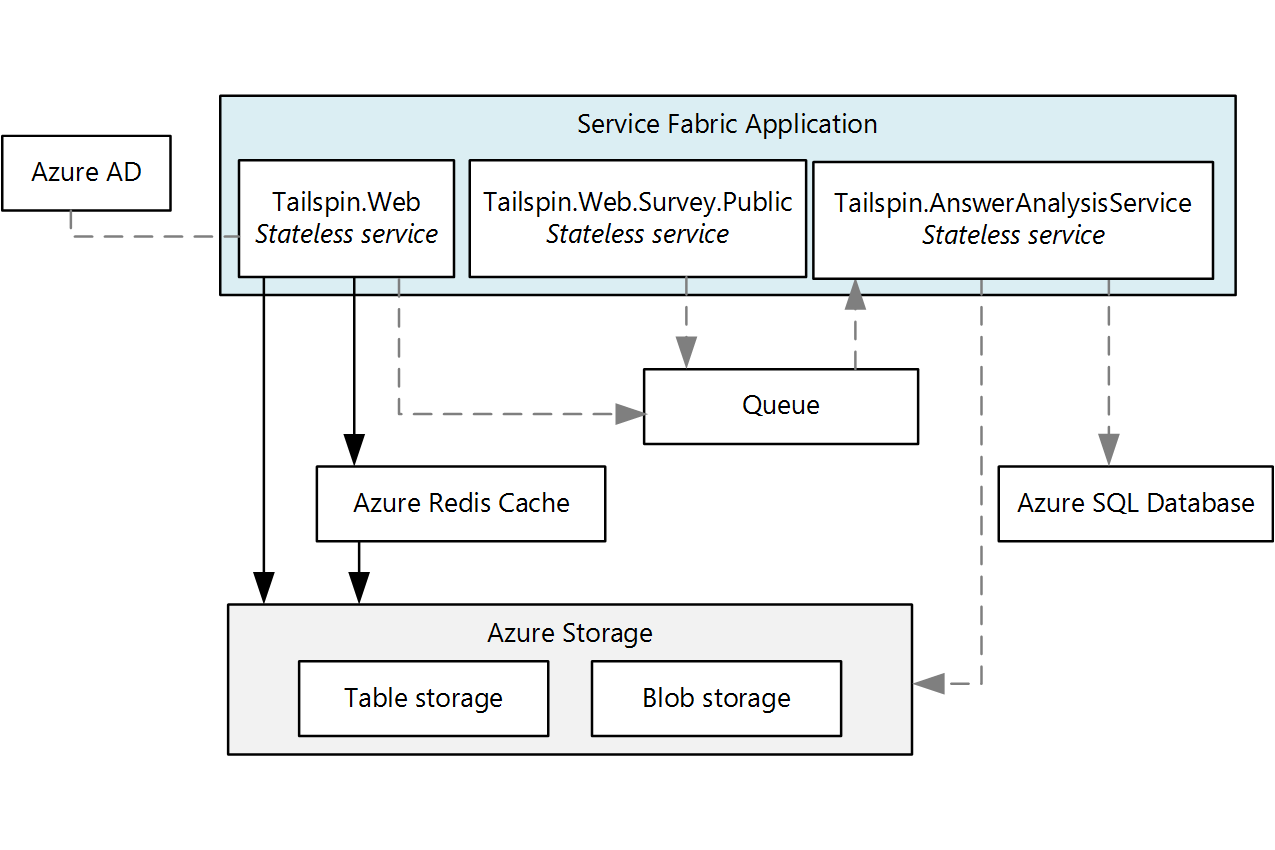 Service Fabric Application
Azure AD
Tailspin.Web
Stateless service
Tailspin.Web.Survey.Public
Stateless service
Tailspin.AnswerAnalysisService
Stateless service
Queue
Azure Redis Cache
Azure SQL Database
Azure Storage
Table storage
Blob storage